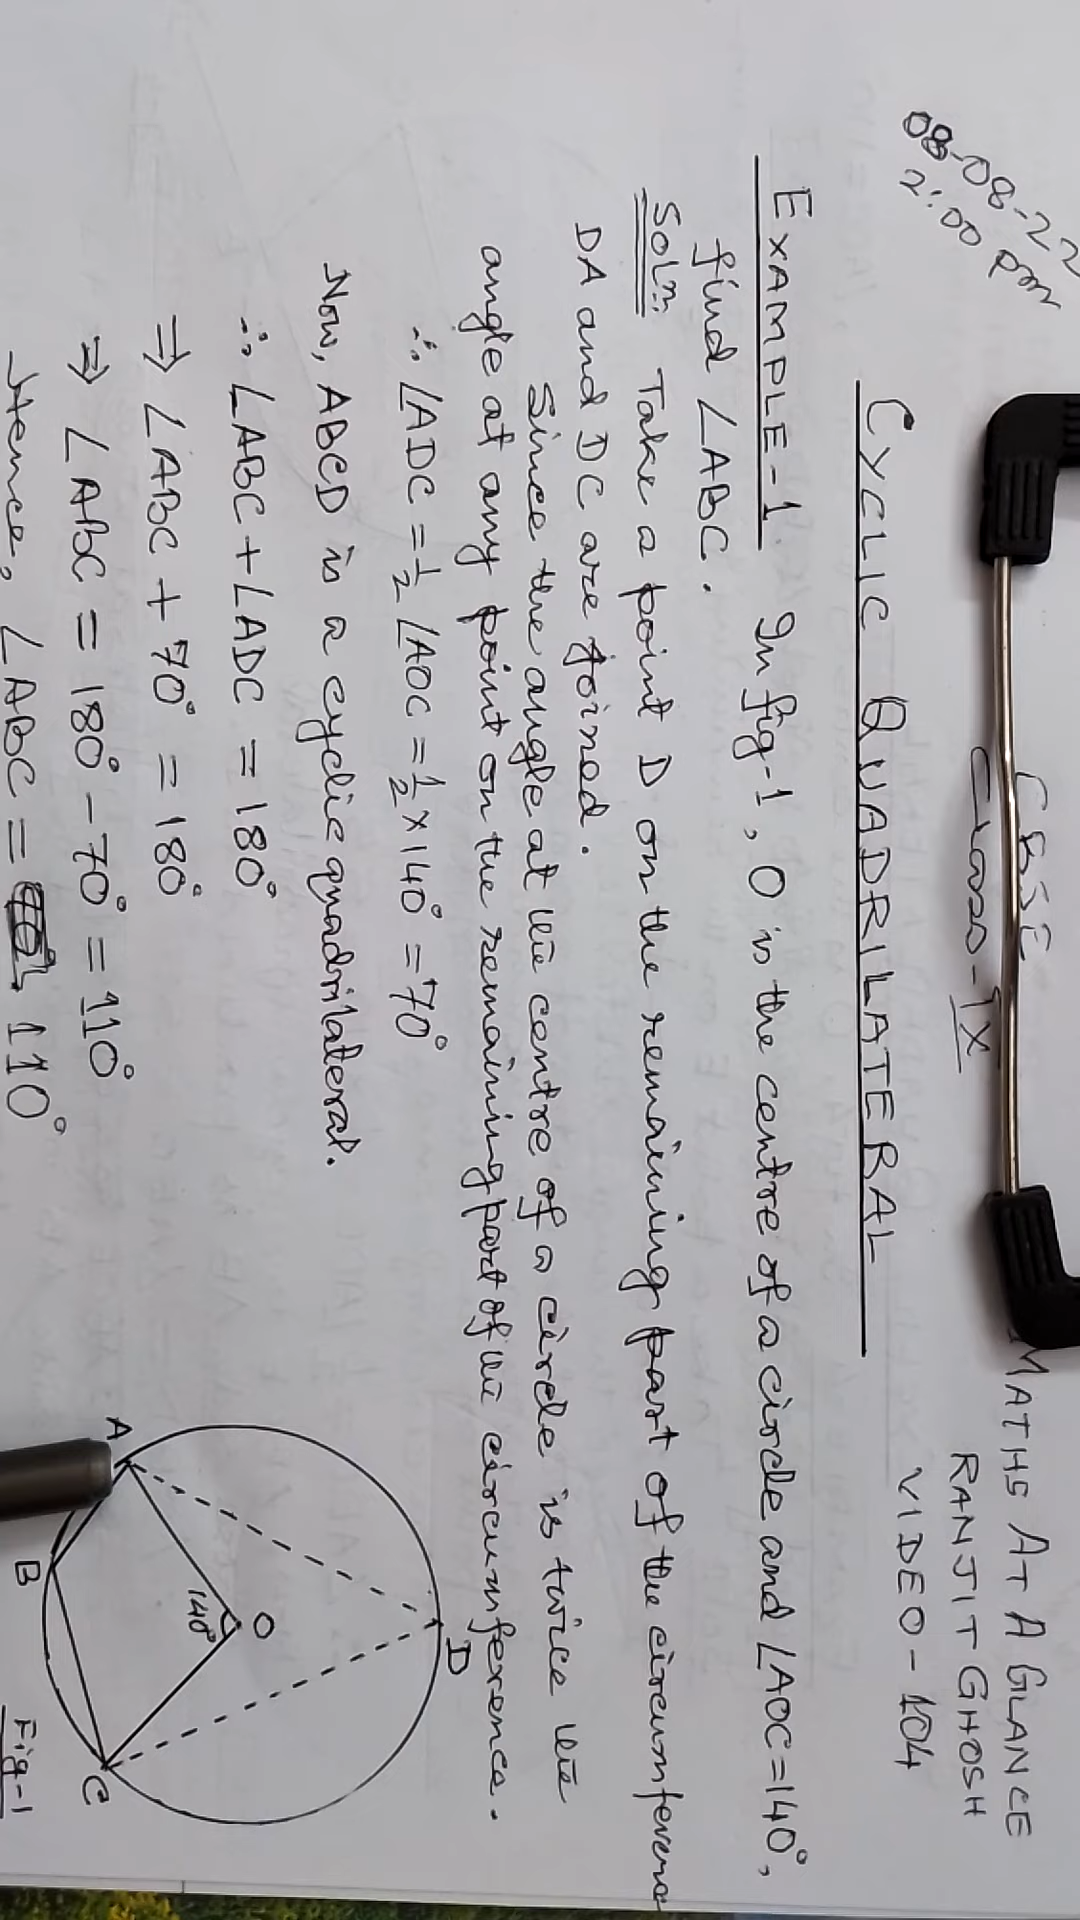 08-08-22
2:00 pm
CBSE
Class-IX
MATHS AT A GLANCE
RANJIT GHOSH
VIDEO-104
CYCLIC QUADRILATERAL
EXAMPLE-1. In fig-1, O is the centre of a circle and ∠AOC=140°,
find ∠ABC.
Soln: Take a point D on the remaining part of the circumference
DA and DC are joined.
Since the angle at the centre of a circle is twice the
angle at any point on the remaining part of the circumference.
∴ ∠ADC = 1/2 ∠AOC = 1/2 × 140° = 70°
Now, ABCD is a cyclic quadrilateral.
∴ ∠ABC + ∠ADC = 180°
⇒ ∠ABC + 70° = 180°
⇒ ∠ABC = 180° - 70° = 110°
Hence, ∠ABC = 110°
D
O
140°
A
B
C
Fig-1